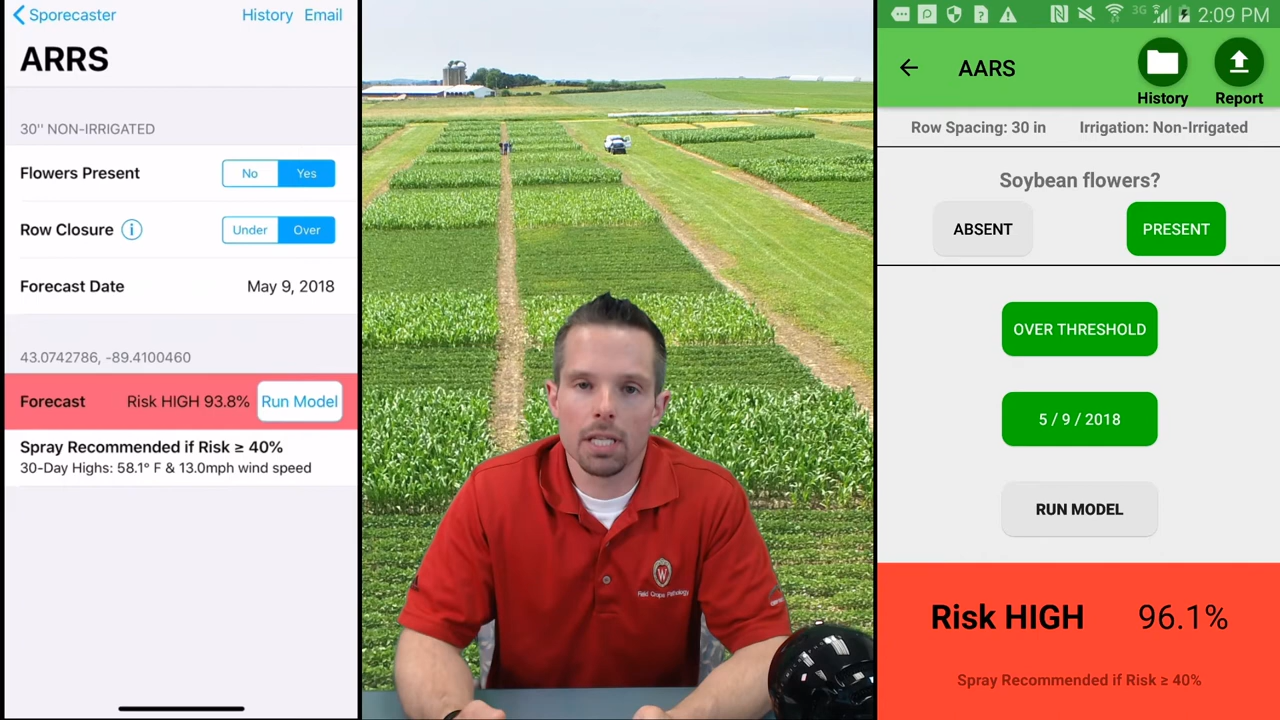 Sporecaster
History
Email
ARRS
30'' NON-IRRIGATED
Flowers Present
No
Yes
Row Closure
Under
Over
Forecast Date
May 9, 2018
43.0742786, -89.4100460
Forecast
Risk HIGH 93.8%
Run Model
Spray Recommended if Risk ≥ 40%
30-Day Highs: 58.1° F & 13.0mph wind speed
W
Field Crops Pathology
3G
2:09 PM
AARS
History
Report
Row Spacing: 30 in
Irrigation: Non-Irrigated
Soybean flowers?
ABSENT
PRESENT
OVER THRESHOLD
5 / 9 / 2018
RUN MODEL
Risk HIGH
96.1%
Spray Recommended if Risk ≥ 40%